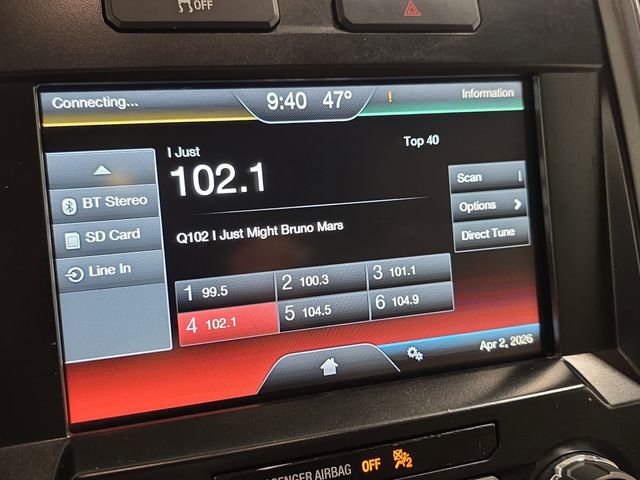 OFF
Connecting...
9:40 47°
!
Information
I Just
Top 40
102.1
Q102 I Just Might Bruno Mars
BT Stereo
SD Card
Line In
Scan
Options
Direct Tune
1 99.5
2 100.3
3 101.1
4 102.1
5 104.5
6 104.9
Apr 2, 2026
AIRBAG OFF 2